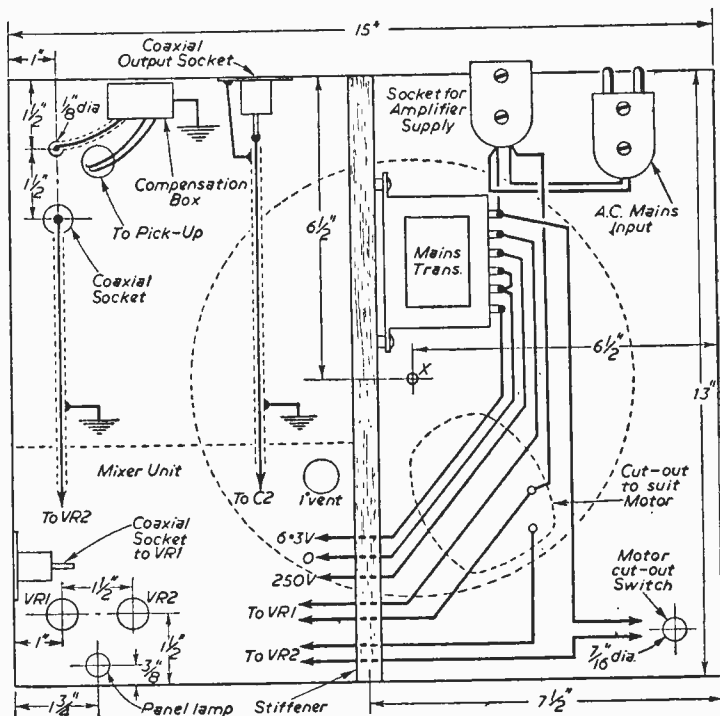 15"
1"
Coaxial
Output Socket
1½"
⅛" dia
Socket for
Amplifier
Supply
1½"
Compensation
Box
To Pick-Up
Coaxial
Socket
6½"
Mains
Trans.
A.C. Mains
Input
6½"
13"
X
Mixer Unit
To VR2
To C2
1" vent
Cut-out
to suit
Motor
Coaxial
Socket
to VR1
6·3V
0
250V
Motor
cut-out
Switch
1½"
VR1
VR2
To VR1
1"
1½"
To VR2
7/16" dia.
⅜"
1¾"
Panel lamp
Stiffener
7½"